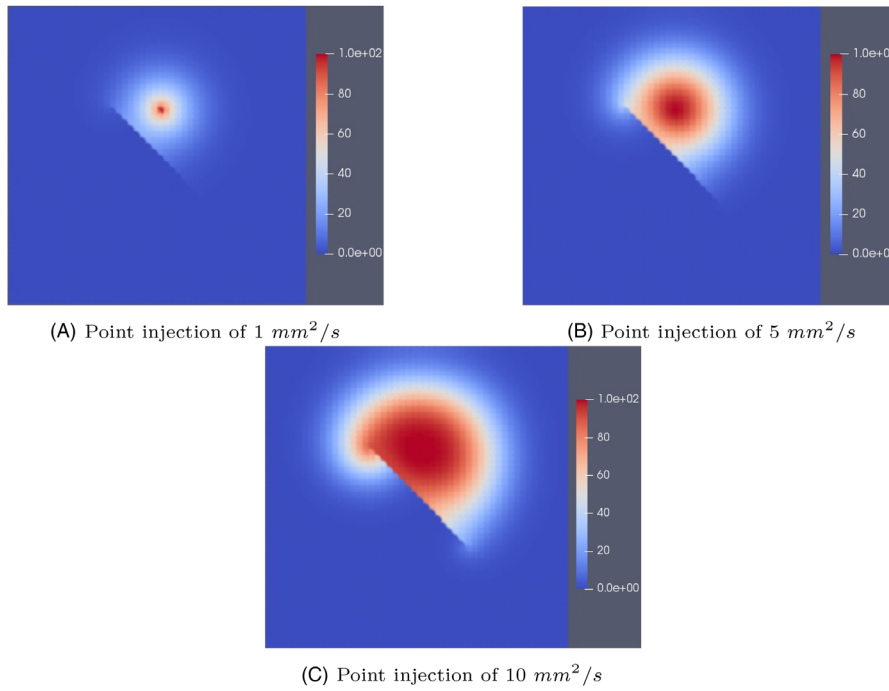 1.0e+02
80
60
40
20
0.0e+00
(A) Point injection of 1 mm²/s
1.0e+0
80
60
40
20
0.0e+0
(B) Point injection of 5 mm²/s
1.0e+02
80
60
40
20
0.0e+00
(C) Point injection of 10 mm²/s